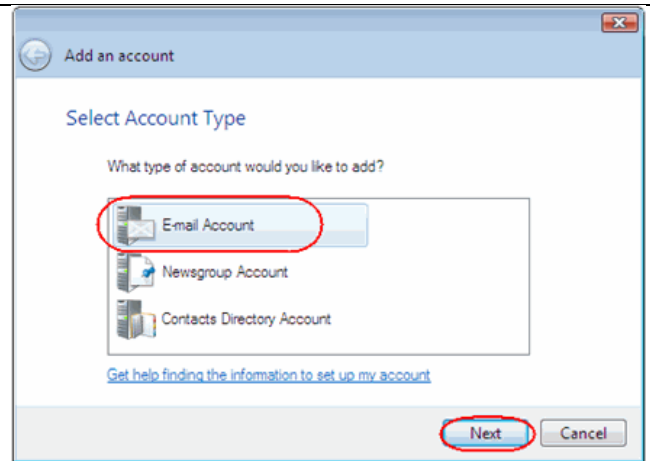 Add an account
Select Account Type
What type of account would you like to add?
E-mail Account
Newsgroup Account
Contacts Directory Account
Get help finding the information to set up my account
Next Cancel